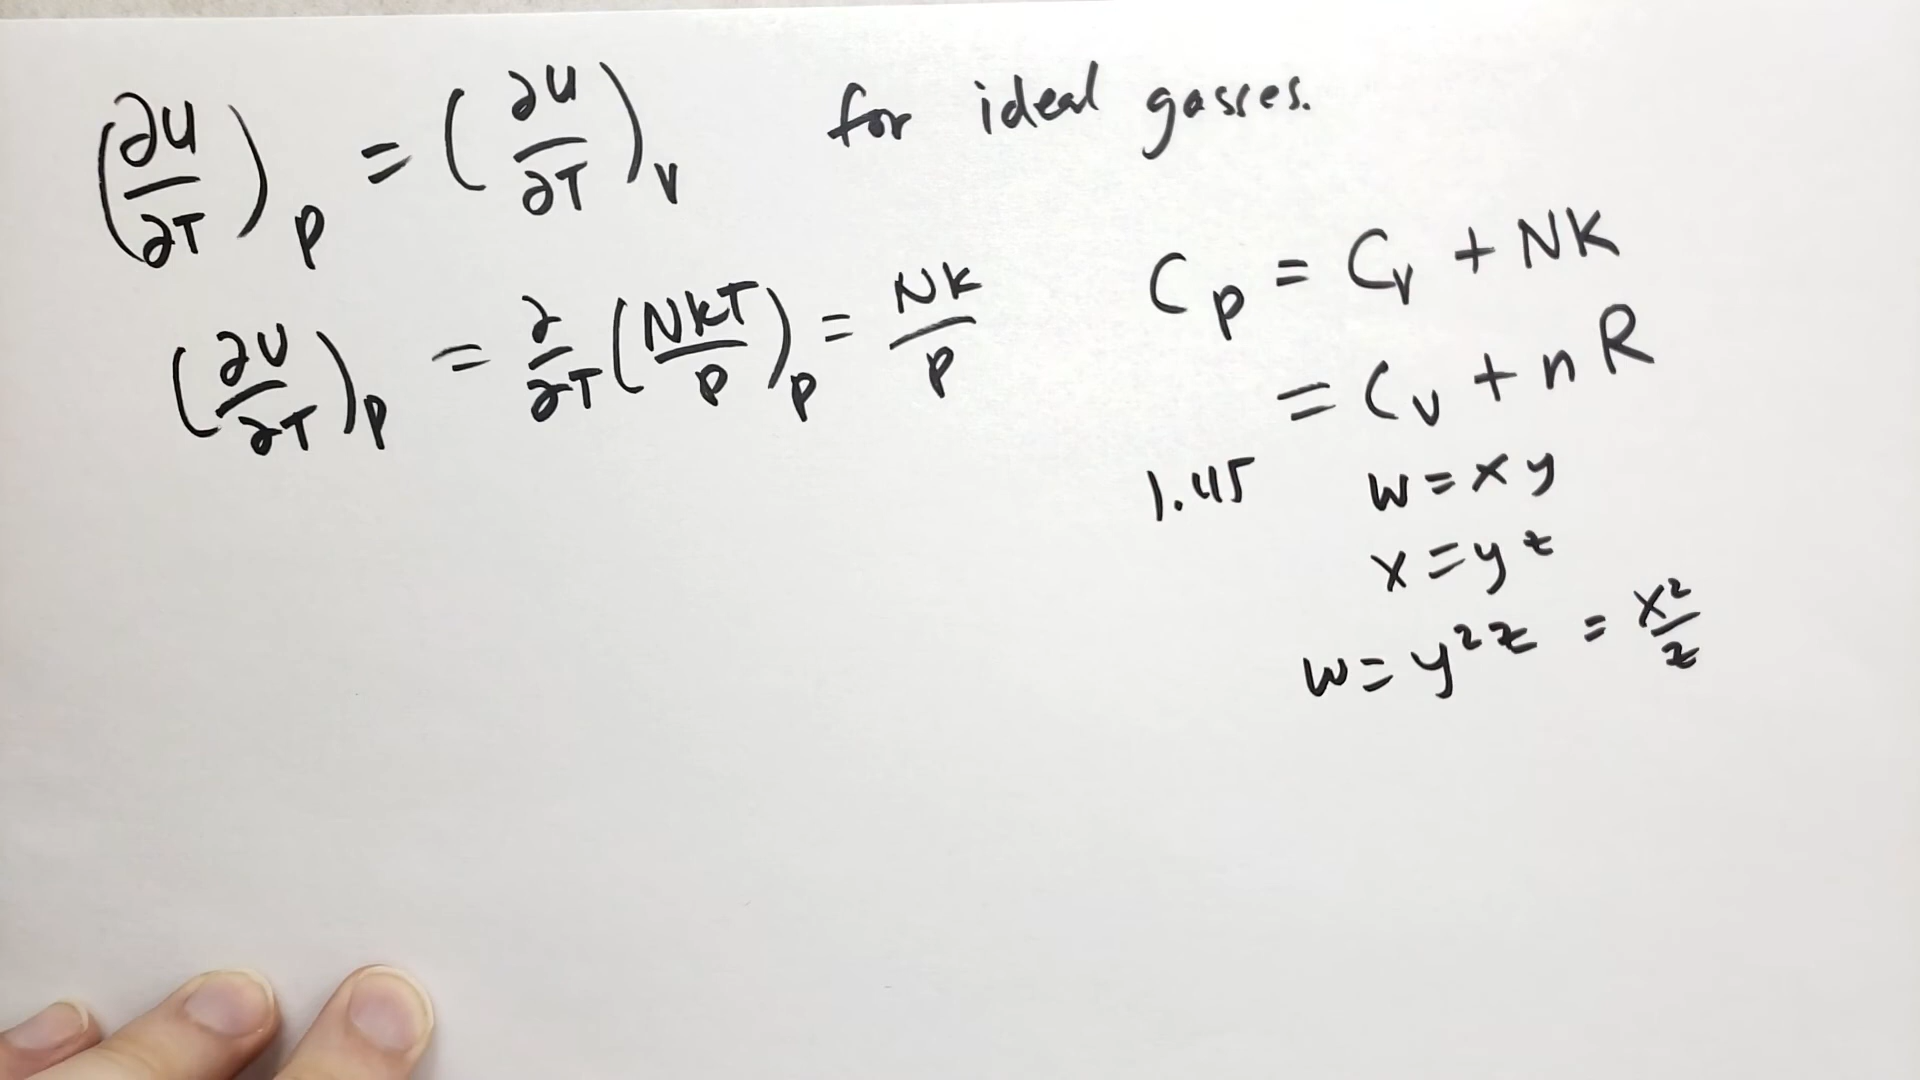 (∂U/∂T)_P = (∂U/∂T)_V for ideal gasses.
(∂V/∂T)_P = ∂/∂T (NKT/P)_P = NK/P
C_P = C_V + NK
= C_V + nR
1.45 w = xy
x = yz
w = y²z = x²/z